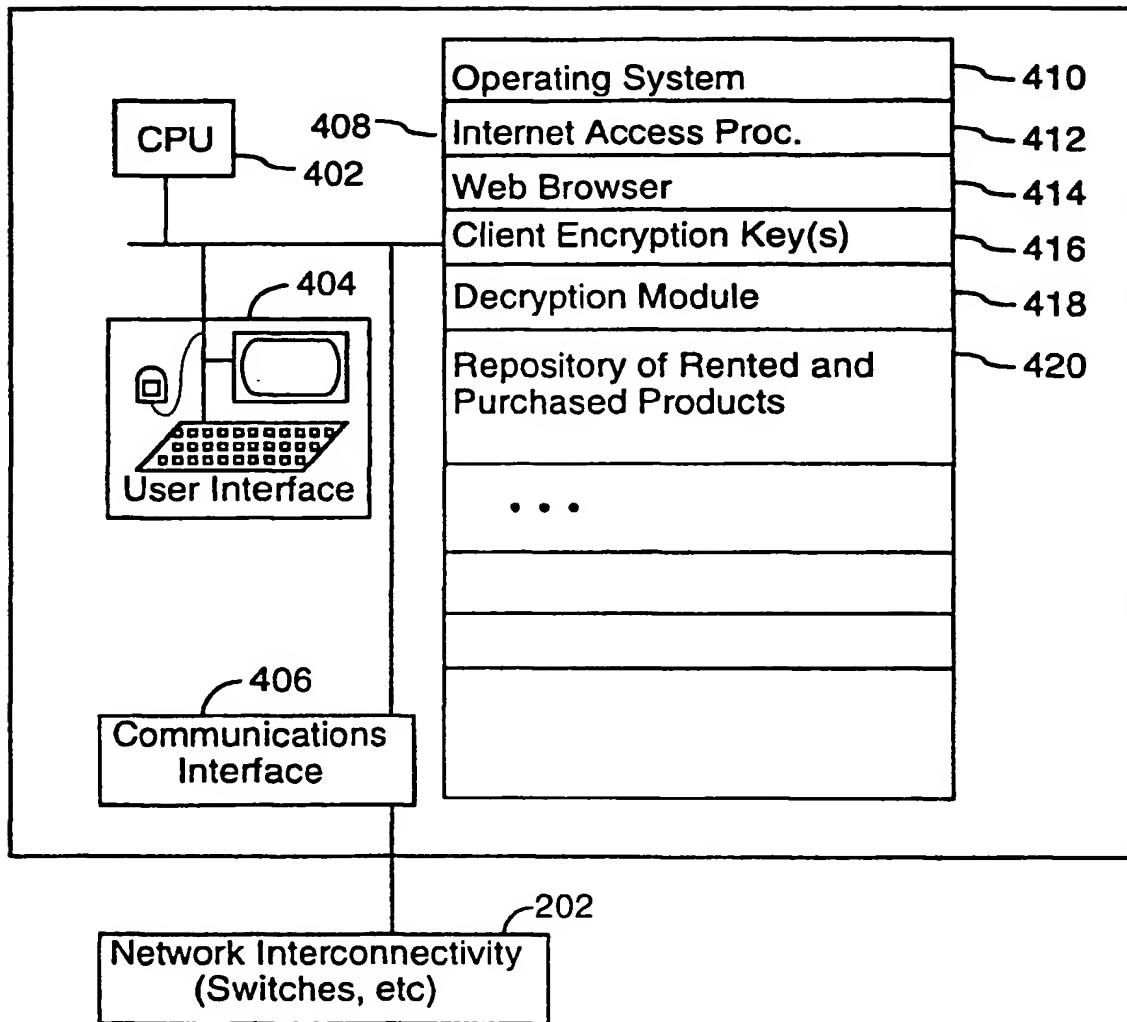 Operating System
410
CPU
402
408
Internet Access Proc.
412
Web Browser
414
Client Encryption Key(s)
416
Decryption Module
418
404
Repository of Rented and
Purchased Products
420
User Interface
• • •
406
Communications
Interface
202
Network Interconnectivity
(Switches, etc)